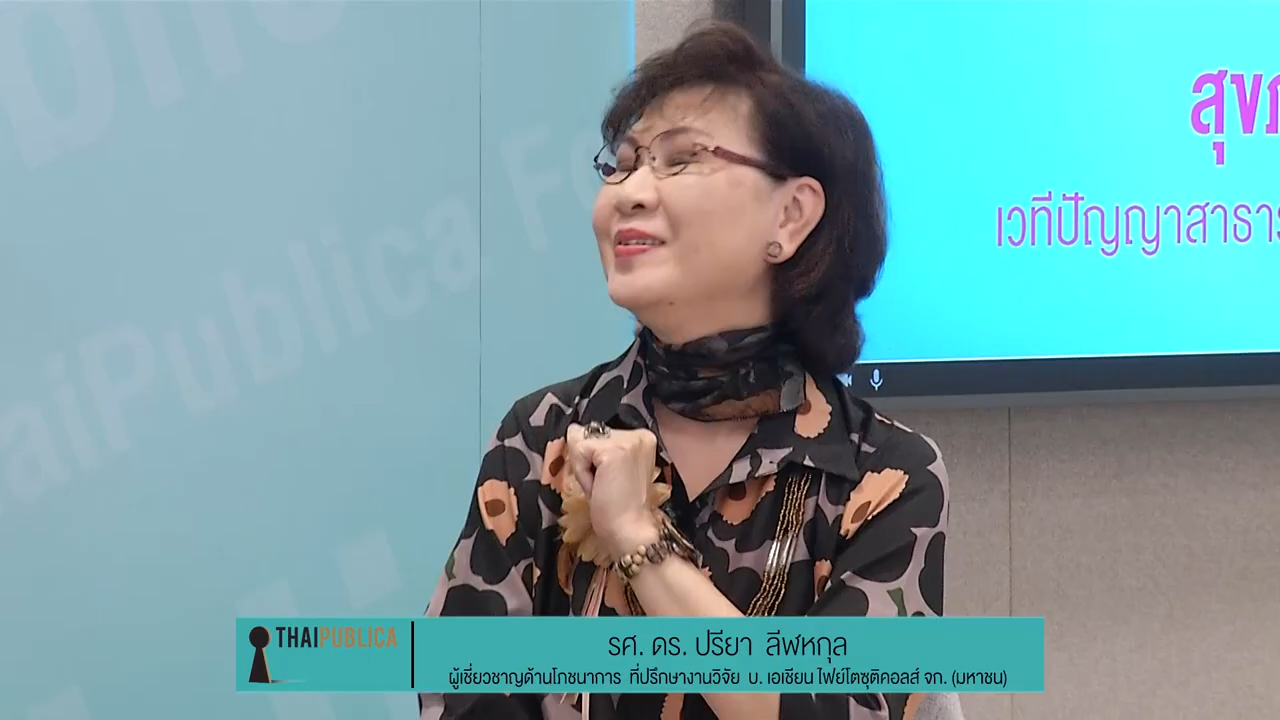 ThaiPublica
สุข
เวทีปัญญาสาธาร
THAIPUBLICA
รศ. ดร. ปรียา ลีฬหกุล
ผู้เชี่ยวชาญด้านโภชนาการ ที่ปรึกษางานวิจัย บ. เอเชียน ไฟย์โตซุติคอลส์ จก. (มหาชน)